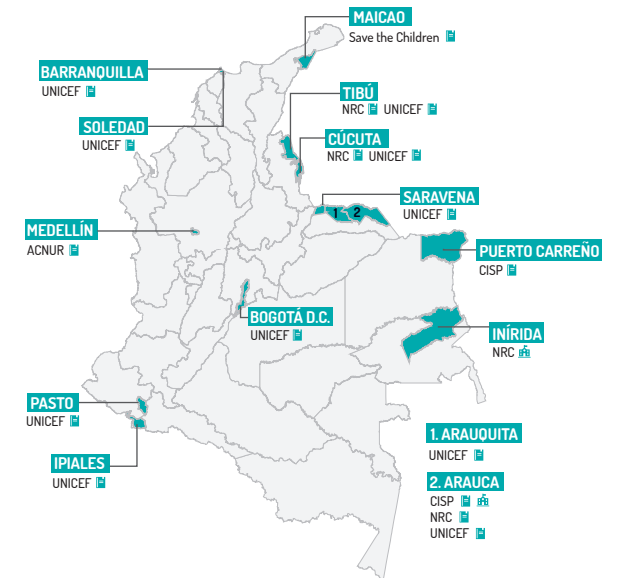 MAICAO
Save the Children
BARRANQUILLA
UNICEF
TIBÚ
NRC UNICEF
SOLEDAD
UNICEF
CÚCUTA
NRC UNICEF
SARAVENA
UNICEF
1 2
MEDELLÍN
ACNUR
PUERTO CARREÑO
CISP
BOGOTÁ D.C.
UNICEF
INÍRIDA
NRC
PASTO
UNICEF
IPIALES
UNICEF
1. ARAUQUITA
UNICEF
2. ARAUCA
CISP
NRC
UNICEF